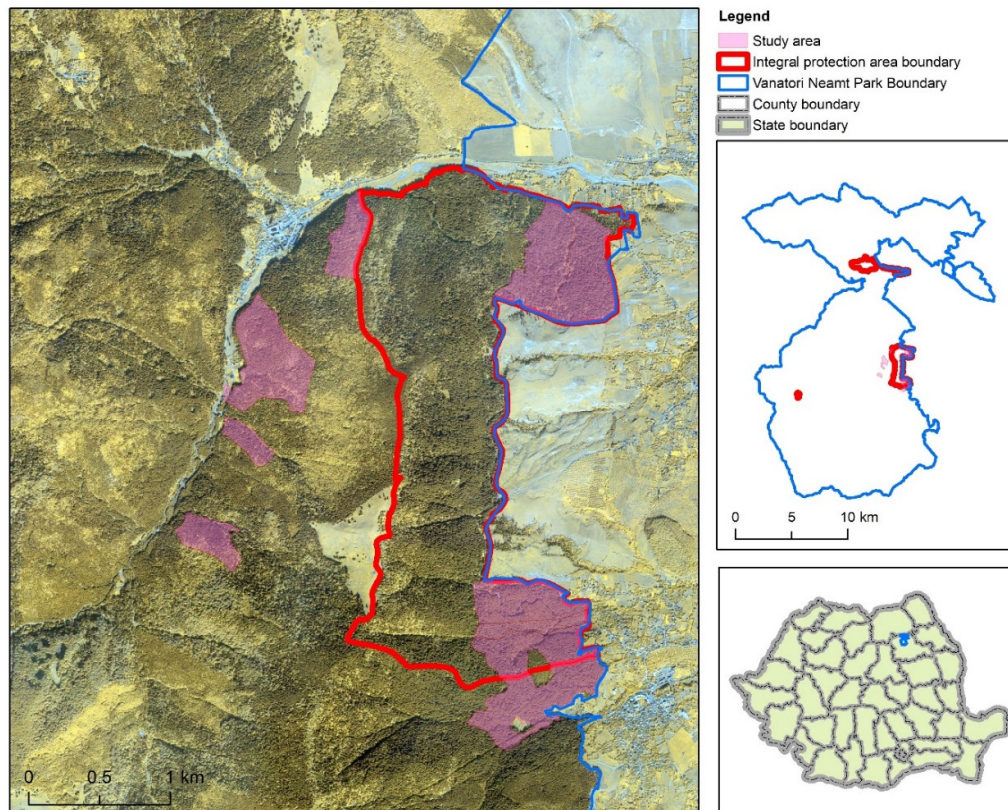 Legend
Study area
Integral protection area boundary
Vanatori Neamt Park Boundary
County boundary
State boundary
0 5 10 km
0 0.5 1 km